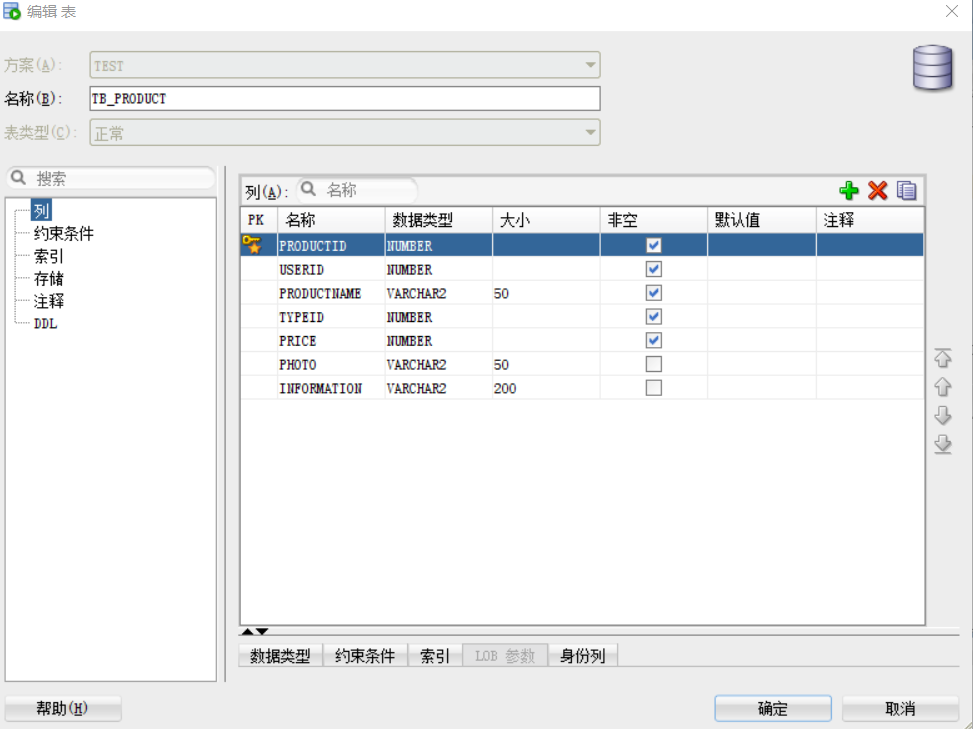 编辑 表
方案(A): TEST
名称(B): TB_PRODUCT
表类型(C): 正常
搜索
列
约束条件
索引
存储
注释
DDL
列(A): 名称
PK 名称 数据类型 大小 非空 默认值 注释
PRODUCTID NUMBER
USERID NUMBER
PRODUCTNAME VARCHAR2 50
TYPEID NUMBER
PRICE NUMBER
PHOTO VARCHAR2 50
INFORMATION VARCHAR2 200
数据类型 约束条件 索引 LOB 参数 身份列
帮助(H) 确定 取消